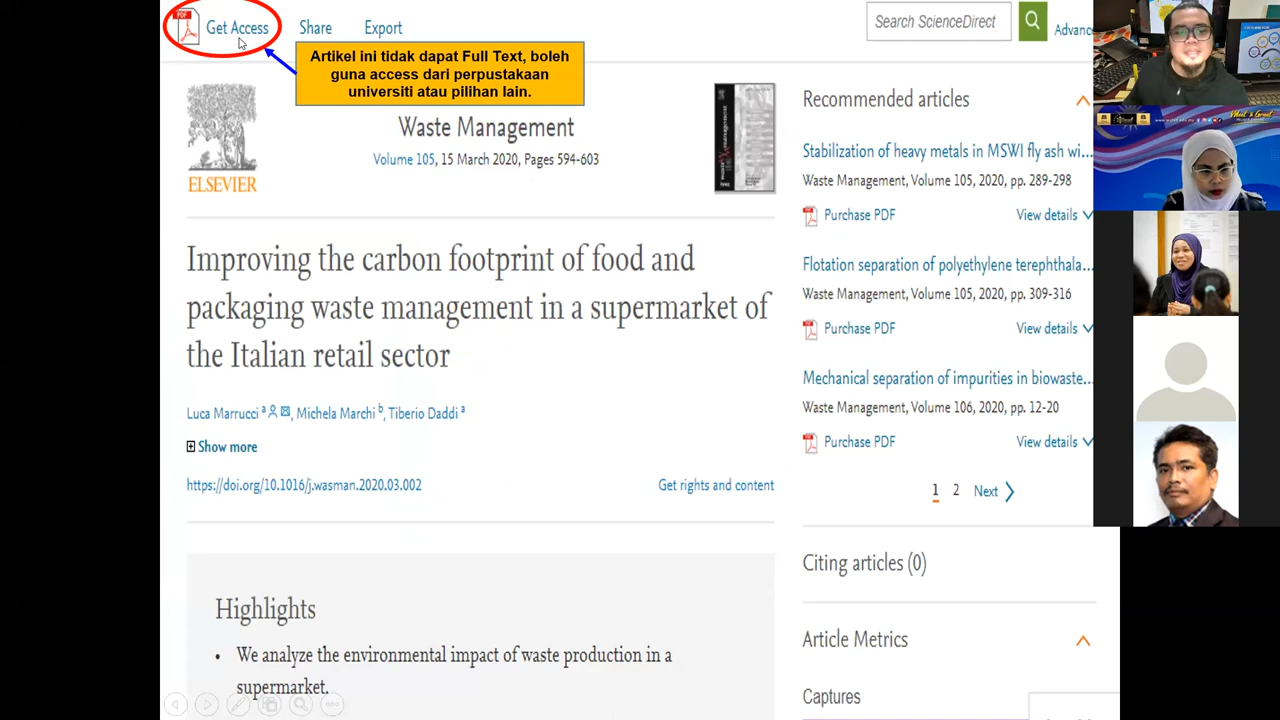 Get Access
Share
Export
Search ScienceDirect
Advance
Artikel ini tidak dapat Full Text, boleh
guna access dari perpustakaan
universiti atau pilihan lain.
ELSEVIER
Waste Management
Volume 105, 15 March 2020, Pages 594-603
Improving the carbon footprint of food and
packaging waste management in a supermarket of
the Italian retail sector
Luca Marrucci a, Michela Marchi b, Tiberio Daddi a
Show more
https://doi.org/10.1016/j.wasman.2020.03.002
Get rights and content
Highlights
• We analyze the environmental impact of waste production in a
supermarket.
Recommended articles
Stabilization of heavy metals in MSWI fly ash wi...
Waste Management, Volume 105, 2020, pp. 289-298
Purchase PDF
View details
Flotation separation of polyethylene terephthala...
Waste Management, Volume 105, 2020, pp. 309-316
Purchase PDF
View details
Mechanical separation of impurities in biowaste...
Waste Management, Volume 106, 2020, pp. 12-20
Purchase PDF
View details
1 2 Next
Citing articles (0)
Article Metrics
Captures